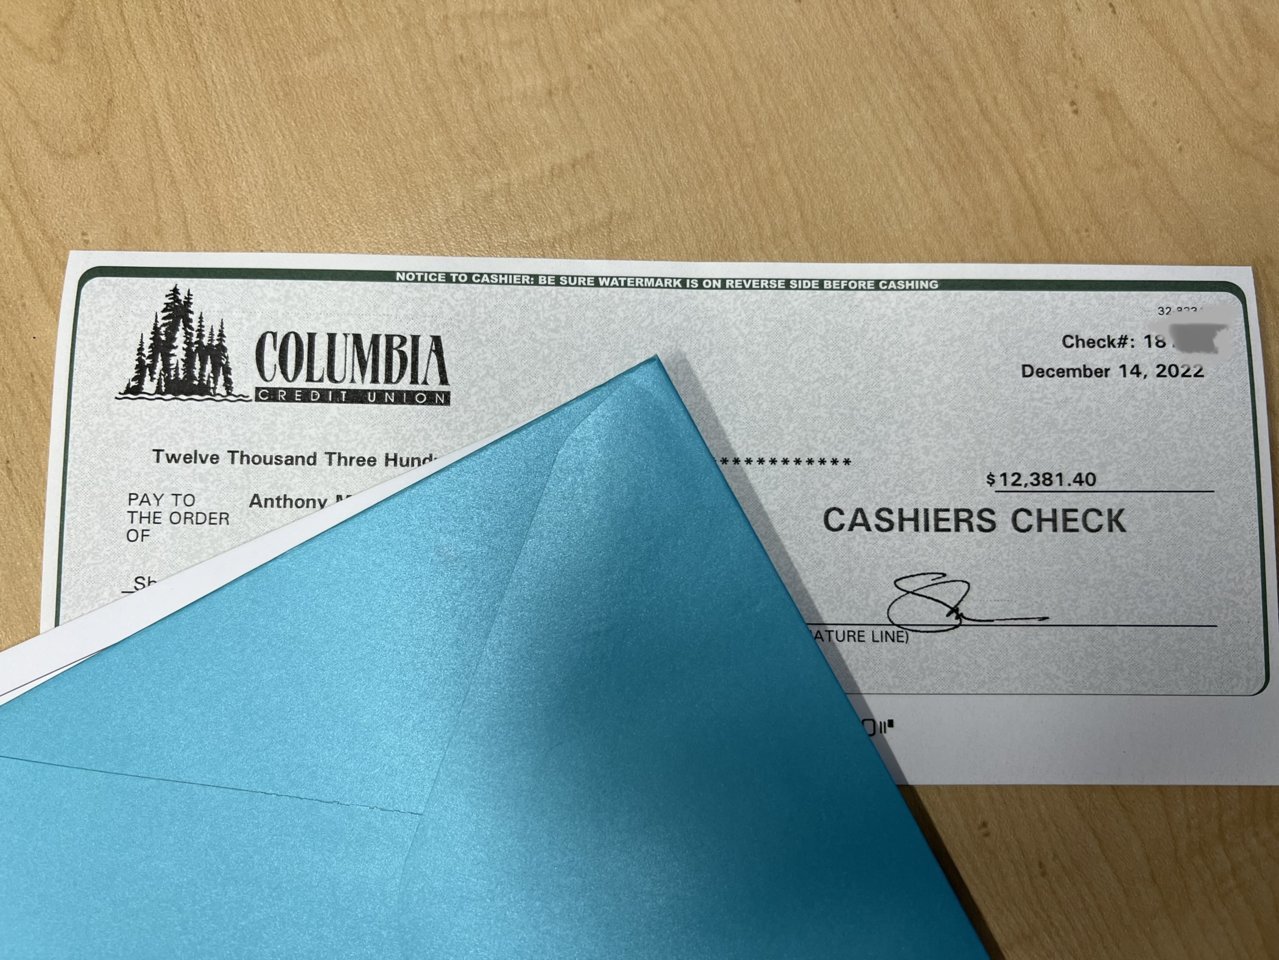 NOTICE TO CASHIER: BE SURE WATERMARK IS ON REVERSE SIDE BEFORE CASHING
COLUMBIA
CREDIT UNION
Check#: 18
December 14, 2022
Twelve Thousand Three ***********
$12,381.40
PAY TO
THE ORDER
OF
Anthony
CASHIERS CHECK
LINE)